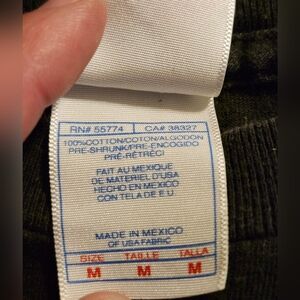 RN# 55774 CA# 38327
100%COTTON/COTON/ALGODON
PRE-SHRUNK/PRE-ENCOGIDO
PRÉ-RÉTRÉCI
FAIT AU MEXIQUE
DE MATERIEL D'USA
HECHO EN MEXICO
CON TELA DE E U
MADE IN MEXICO
OF USA FABRIC
SIZE TAILLE TALLA
M M M